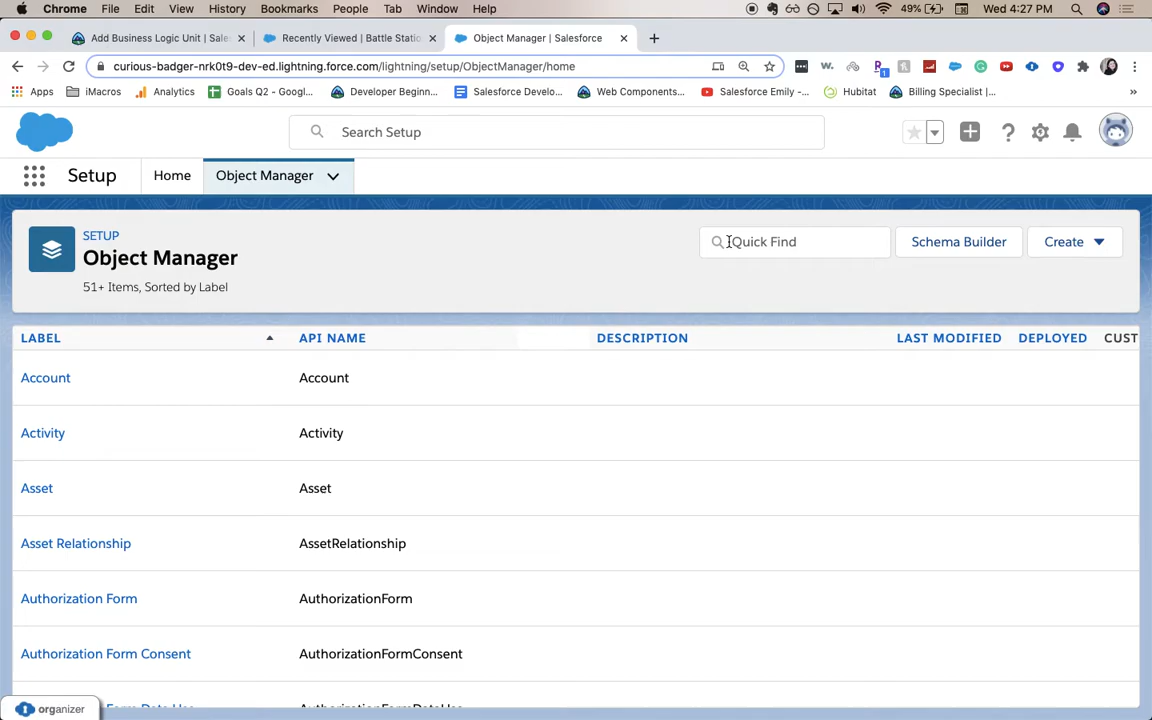 Chrome File Edit View History Bookmarks People Tab Window Help 49% Wed 4:27 PM
Add Business Logic Unit | Sale
Recently Viewed | Battle Statio
Object Manager | Salesforce
curious-badger-nrk0t9-dev-ed.lightning.force.com/lightning/setup/ObjectManager/home
Apps iMacros Analytics Goals Q2 - Googl... Developer Beginn... Salesforce Develo... Web Components... Salesforce Emily -... Hubitat Billing Specialist |... »
Search Setup
Setup Home Object Manager
SETUP
Object Manager
51+ Items, Sorted by Label
Quick Find
Schema Builder
Create
LABEL API NAME DESCRIPTION LAST MODIFIED DEPLOYED CUST
Account Account
Activity Activity
Asset Asset
Asset Relationship AssetRelationship
Authorization Form AuthorizationForm
Authorization Form Consent AuthorizationFormConsent
organizer